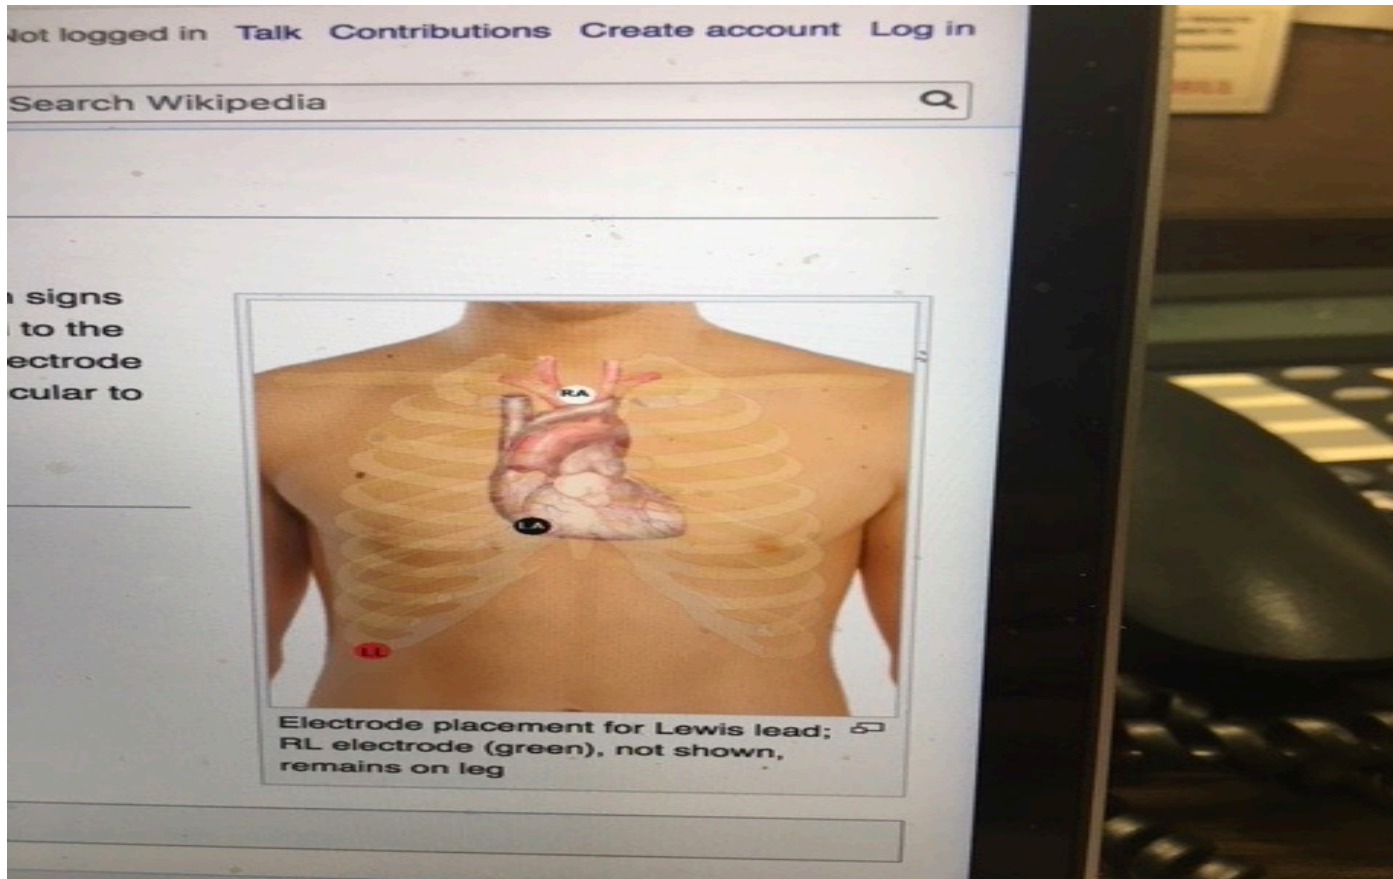 Not logged in Talk Contributions Create account Log in
Search Wikipedia
signs
to the
ectrode
cular to
RA
LA
LL
Electrode placement for Lewis lead;
RL electrode (green), not shown,
remains on leg